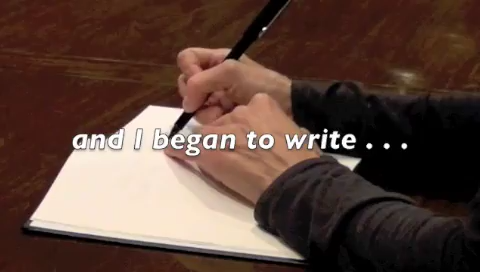 and I began to write . . .